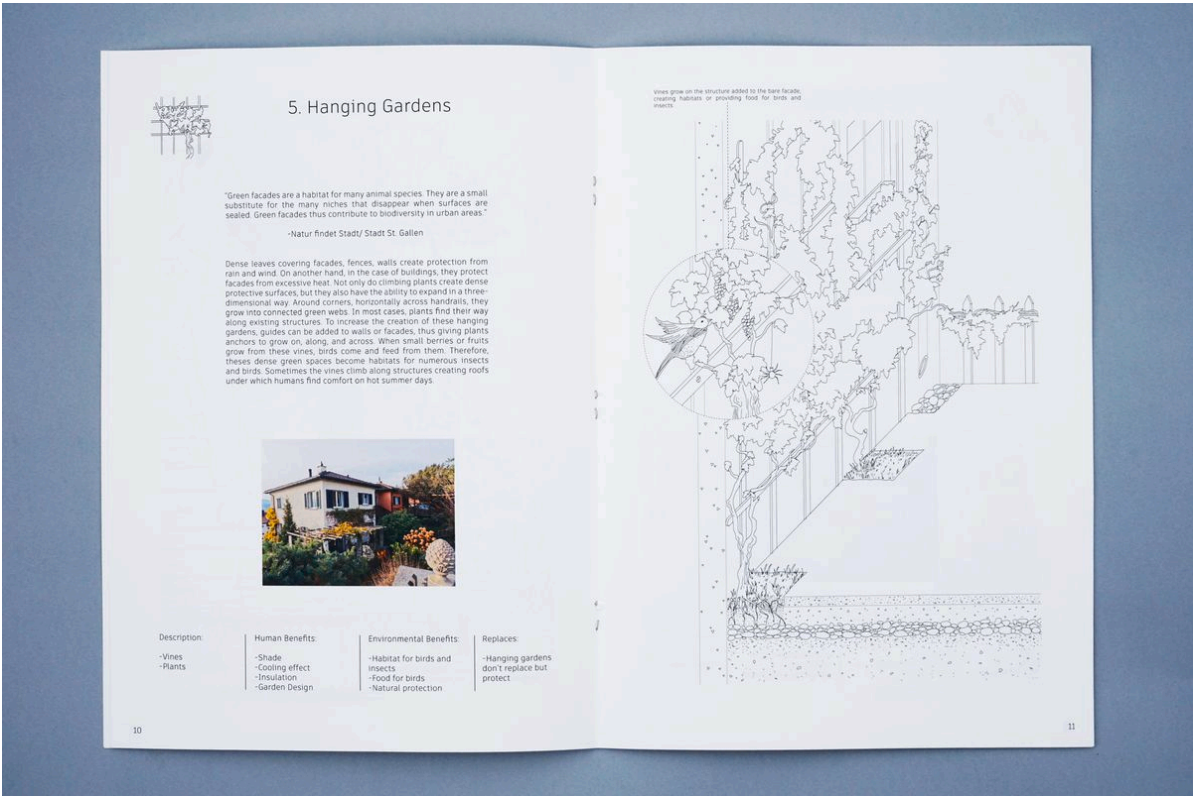 5. Hanging Gardens
"Green facades are a habitat for many animal species. They are a small
substitute for the many niches that disappear when surfaces are
sealed. Green facades thus contribute to biodiversity in urban areas."
-Natur findet Stadt/ Stadt St. Gallen
Dense leaves covering facades, fences, walls create protection from
rain and wind. On another hand, in the case of buildings, they protect
facades from excessive heat. Not only do climbing plants create dense
protective surfaces, but they also have the ability to expand in a three-
dimensional way. Around corners, horizontally across handrails, they
grow into connected green webs. In most cases, plants find their way
along existing structures. To increase the creation of these hanging
gardens, guides can be added to walls or facades, thus giving plants
anchors to grow on, along, and across. When small berries or fruits
grow from these vines, birds come and feed from them. Therefore,
theses dense green spaces become habitats for numerous insects
and birds. Sometimes the vines climb along structures creating roofs
under which humans find comfort on hot summer days.
Description:
-Vines
-Plants
Human Benefits:
-Shade
-Cooling effect
-Insulation
-Garden Design
Environmental Benefits:
-Habitat for birds and
insects
-Food for birds
-Natural protection
Replaces:
-Hanging gardens
don't replace but
protect
10
Vines grow on the structure added to the bare facade,
creating habitats or providing food for birds and
insects.
11